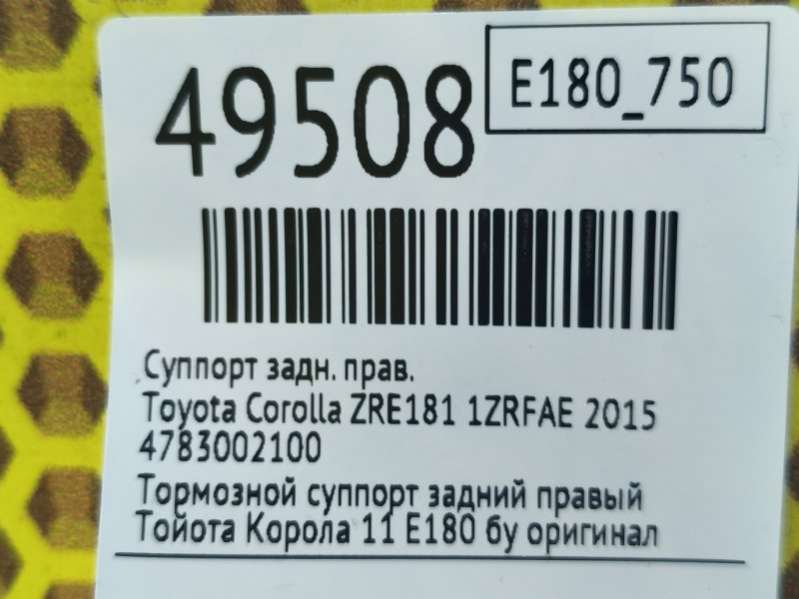 49508
E180_750
Суппорт задн. прав.
Toyota Corolla ZRE181 1ZRFAE 2015
4783002100
Тормозной суппорт задний правый
Тойота Корола 11 E180 бу оригинал